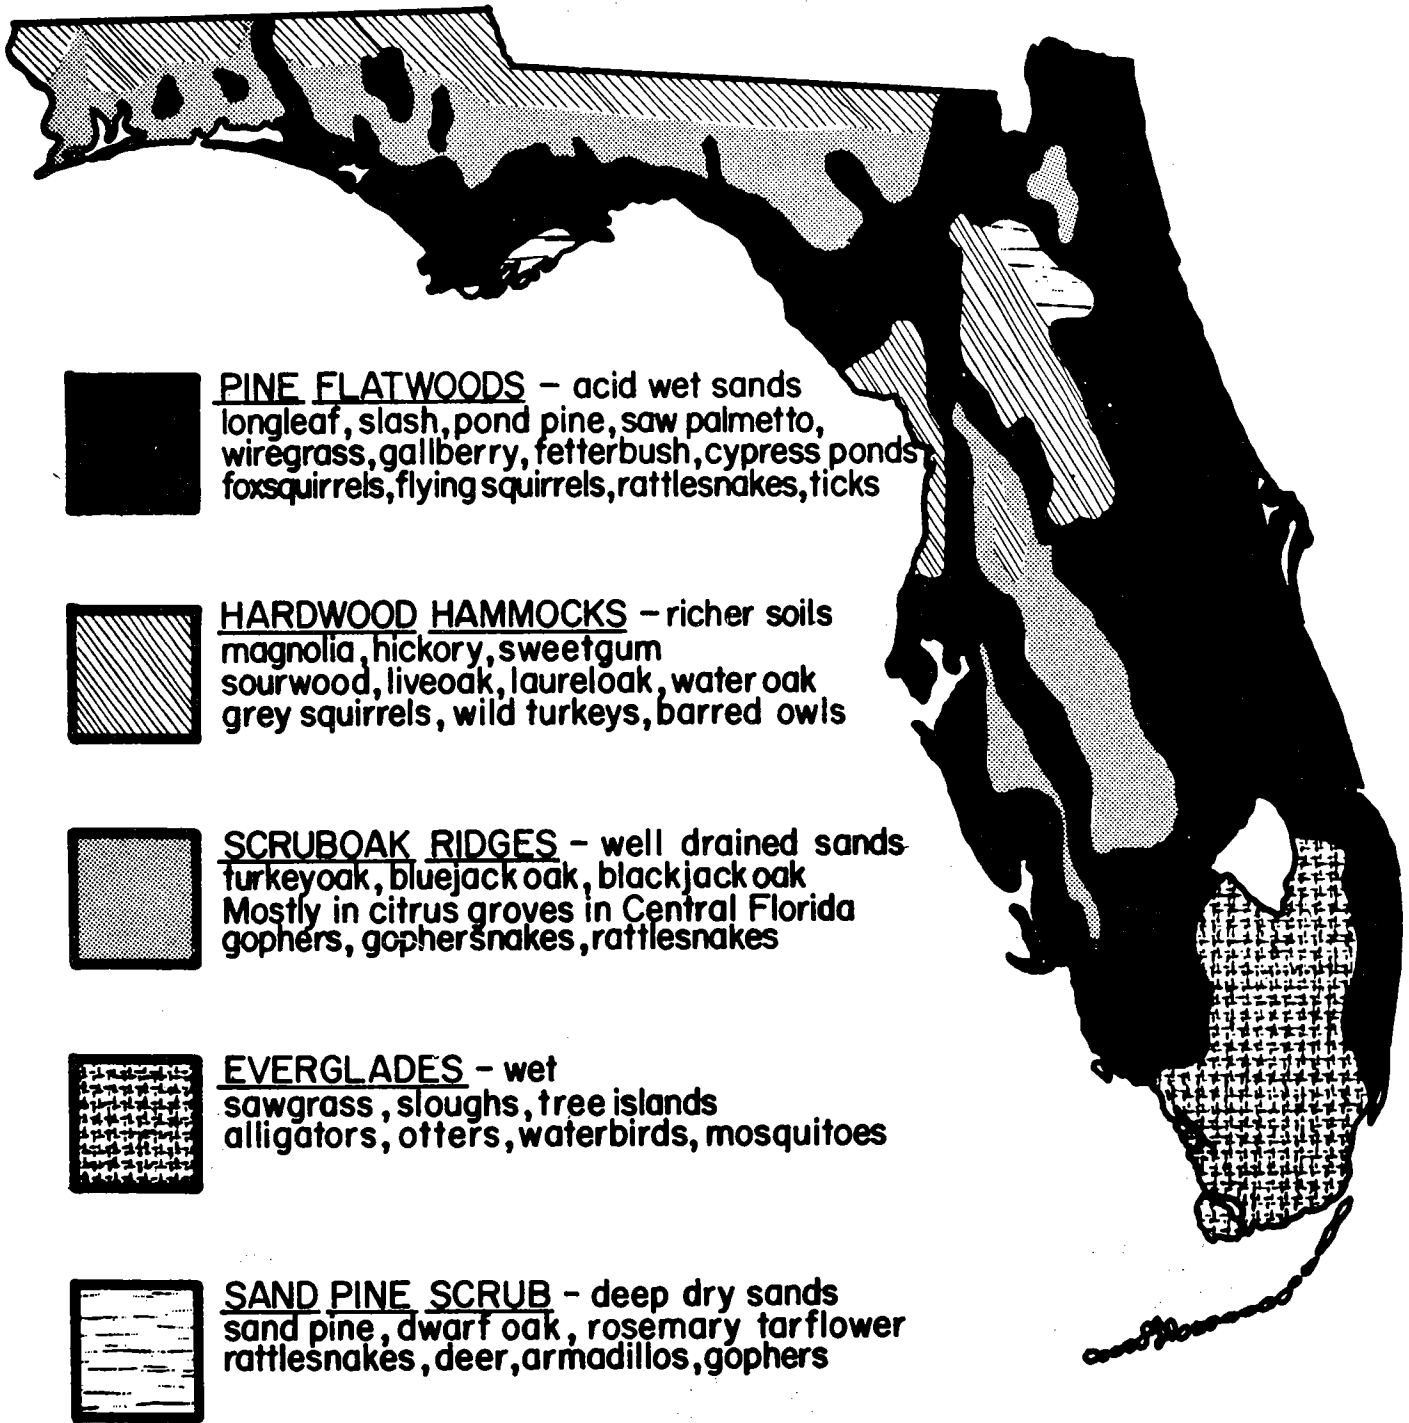 PINE FLATWOODS - acid wet sands
longleaf, slash, pond pine, saw palmetto,
wiregrass, gallberry, fetterbush, cypress ponds
foxsquirrels, flying squirrels, rattlesnakes, ticks
HARDWOOD HAMMOCKS - richer soils
magnolia, hickory, sweetgum
sourwood, liveoak, laureloak, water oak
grey squirrels, wild turkeys, barred owls
SCRUBOAK RIDGES - well drained sands
turkeyoak, bluejack oak, blackjack oak
Mostly in citrus groves in Central Florida
gophers, gophersnakes, rattlesnakes
EVERGLADES - wet
sawgrass, sloughs, tree islands
alligators, otters, waterbirds, mosquitoes
SAND PINE SCRUB - deep dry sands
sand pine, dwarf oak, rosemary tarflower
rattlesnakes, deer, armadillos, gophers